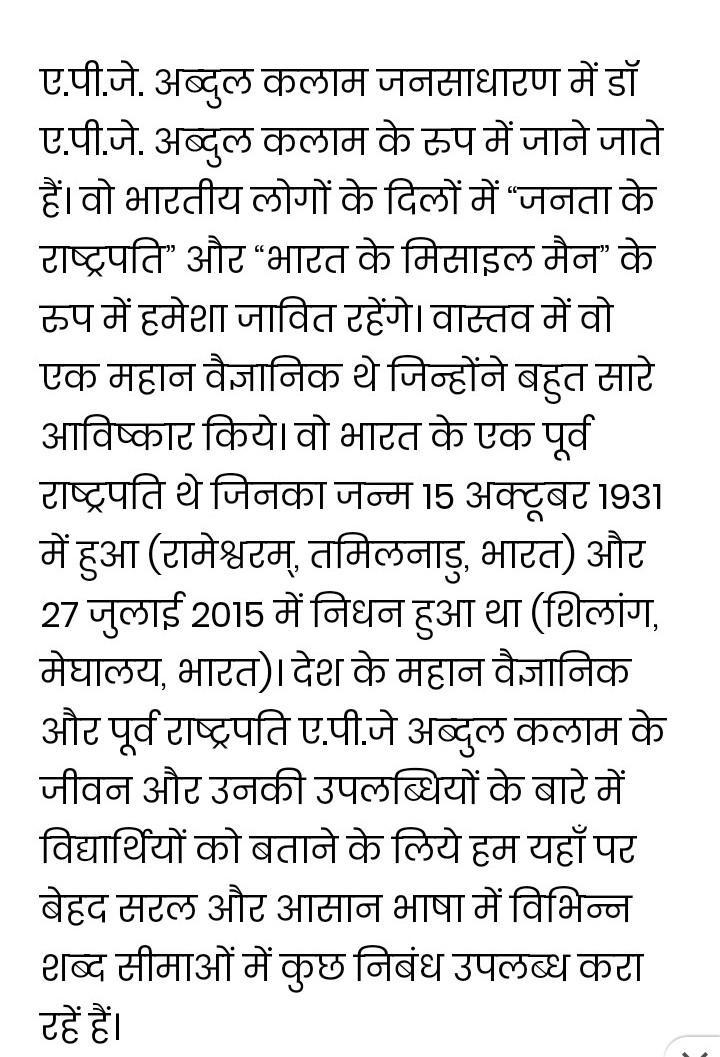 ए.पी.जे. अब्दुल कलाम जनसाधारण में डॉ
ए.पी.जे. अब्दुल कलाम के रुप में जाने जाते
हैं। वो भारतीय लोगों के दिलों में “जनता के
राष्ट्रपति” और “भारत के मिसाइल मैन” के
रुप में हमेशा जावित रहेंगे। वास्तव में वो
एक महान वैज्ञानिक थे जिन्होंने बहुत सारे
आविष्कार किये। वो भारत के एक पूर्व
राष्ट्रपति थे जिनका जन्म 15 अक्टूबर 1931
में हुआ (रामेश्वरम्, तमिलनाडु, भारत) और
27 जुलाई 2015 में निधन हुआ था (शिलांग,
मेघालय, भारत)। देश के महान वैज्ञानिक
और पूर्व राष्ट्रपति ए.पी.जे अब्दुल कलाम के
जीवन और उनकी उपलब्धियों के बारे में
विद्यार्थियों को बताने के लिये हम यहाँ पर
बेहद सरल और आसान भाषा में विभिन्न
शब्द सीमाओं में कुछ निबंध उपलब्ध करा
रहें हैं।